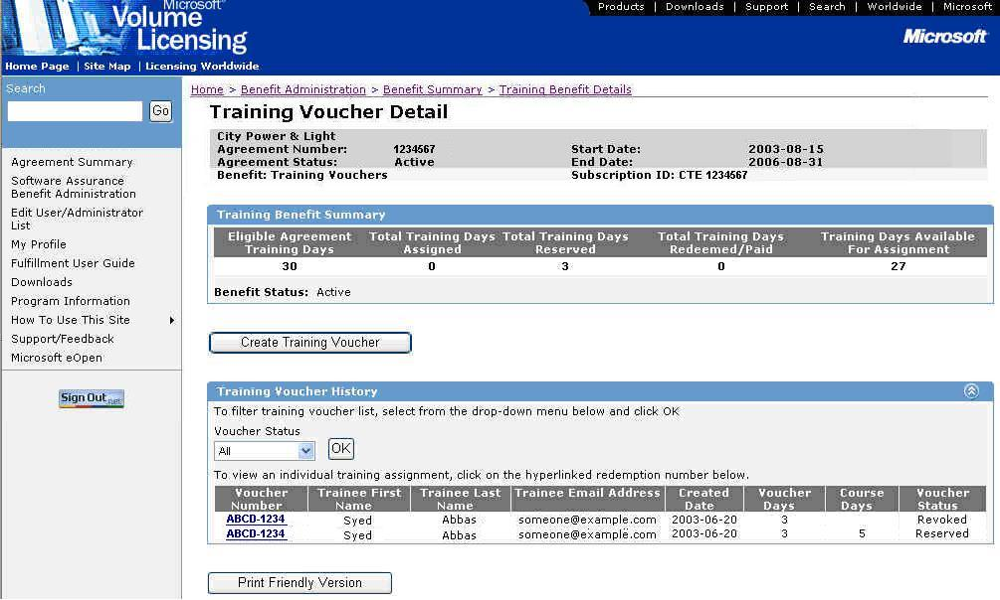 Products | Downloads | Support | Search | Worldwide | Microsoft
Microsoft
Volume
Licensing
Microsoft
Home Page | Site Map | Licensing Worldwide
Search
Go
Agreement Summary
Software Assurance
Benefit Administration
Edit User/Administrator
List
My Profile
Fulfillment User Guide
Downloads
Program Information
How To Use This Site
Support/Feedback
Microsoft eOpen
Sign Out .net
Home > Benefit Administration > Benefit Summary > Training Benefit Details
Training Voucher Detail
City Power & Light
Agreement Number: 1234567 Start Date: 2003-08-15
Agreement Status: Active End Date: 2006-08-31
Benefit: Training Vouchers Subscription ID: CTE 1234567
Training Benefit Summary
Eligible Agreement Total Training Days Total Training Days Total Training Days Training Days Available
Training Days Assigned Reserved Redeemed/Paid For Assignment
30 0 3 0 27
Benefit Status: Active
Create Training Voucher
Training Voucher History
To filter training voucher list, select from the drop-down menu below and click OK
Voucher Status
All OK
To view an individual training assignment, click on the hyperlinked redemption number below.
Voucher Trainee First Trainee Last Trainee Email Address Created Voucher Course Voucher
Number Name Name Date Days Days Status
ABCD-1234 Syed Abbas someone@example.com 2003-06-20 3 Revoked
ABCD-1234 Syed Abbas someone@example.com 2003-06-20 3 5 Reserved
Print Friendly Version